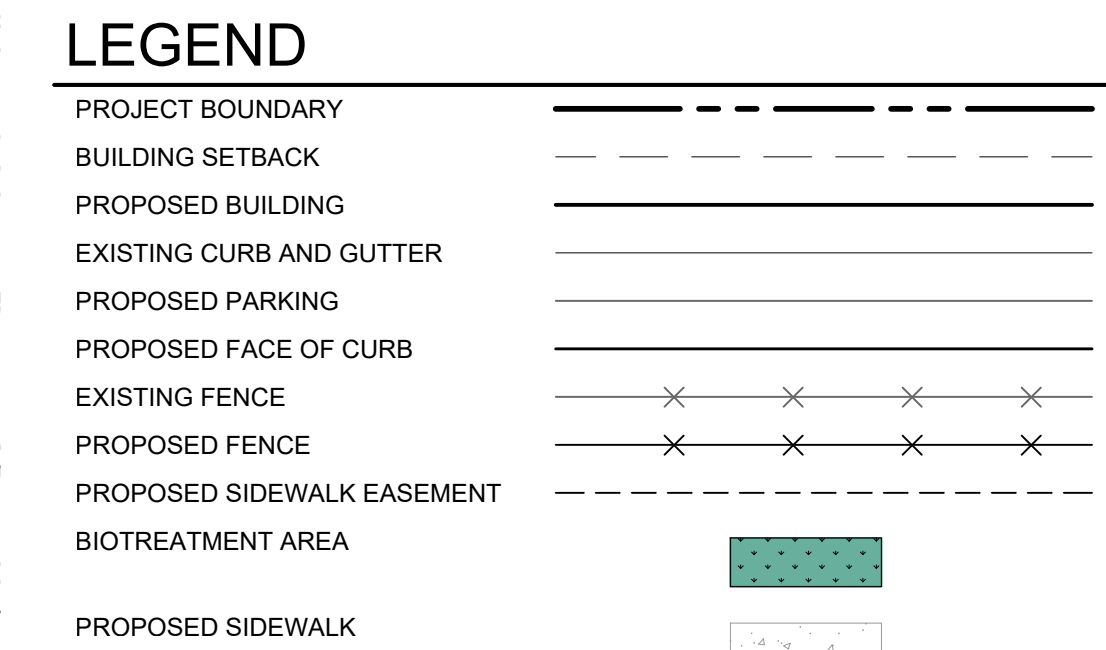 LEGEND
PROJECT BOUNDARY
BUILDING SETBACK
PROPOSED BUILDING
EXISTING CURB AND GUTTER
PROPOSED PARKING
PROPOSED FACE OF CURB
EXISTING FENCE
PROPOSED FENCE
PROPOSED SIDEWALK EASEMENT
BIOTREATMENT AREA
PROPOSED SIDEWALK